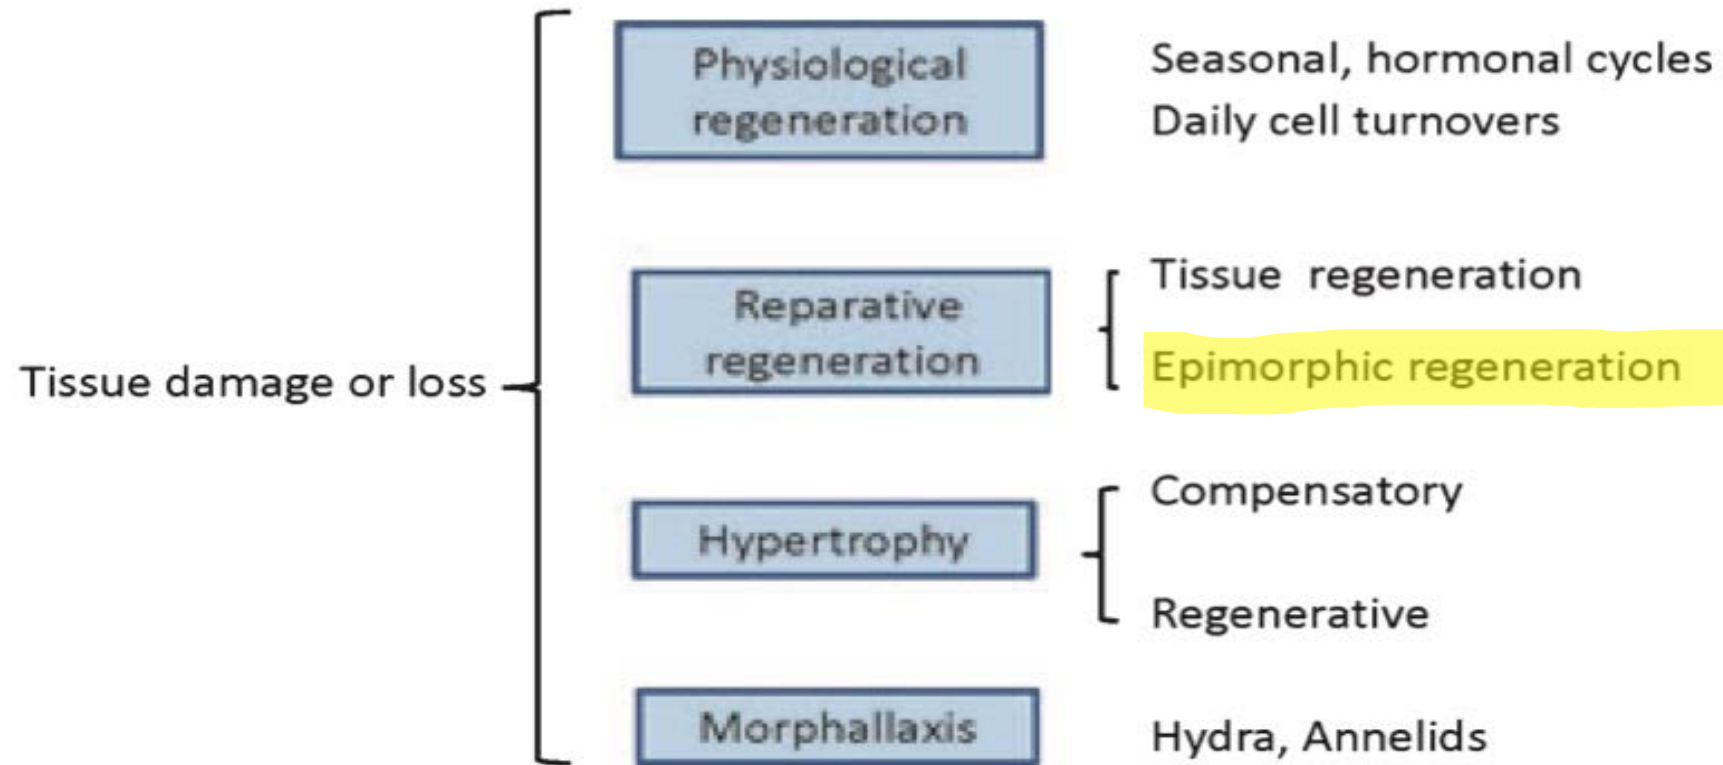 Tissue damage or loss
Physiological
regeneration
Seasonal, hormonal cycles
Daily cell turnovers
Reparative
regeneration
Tissue regeneration
Epimorphic regeneration
Hypertrophy
Compensatory
Regenerative
Morphallaxis
Hydra, Annelids